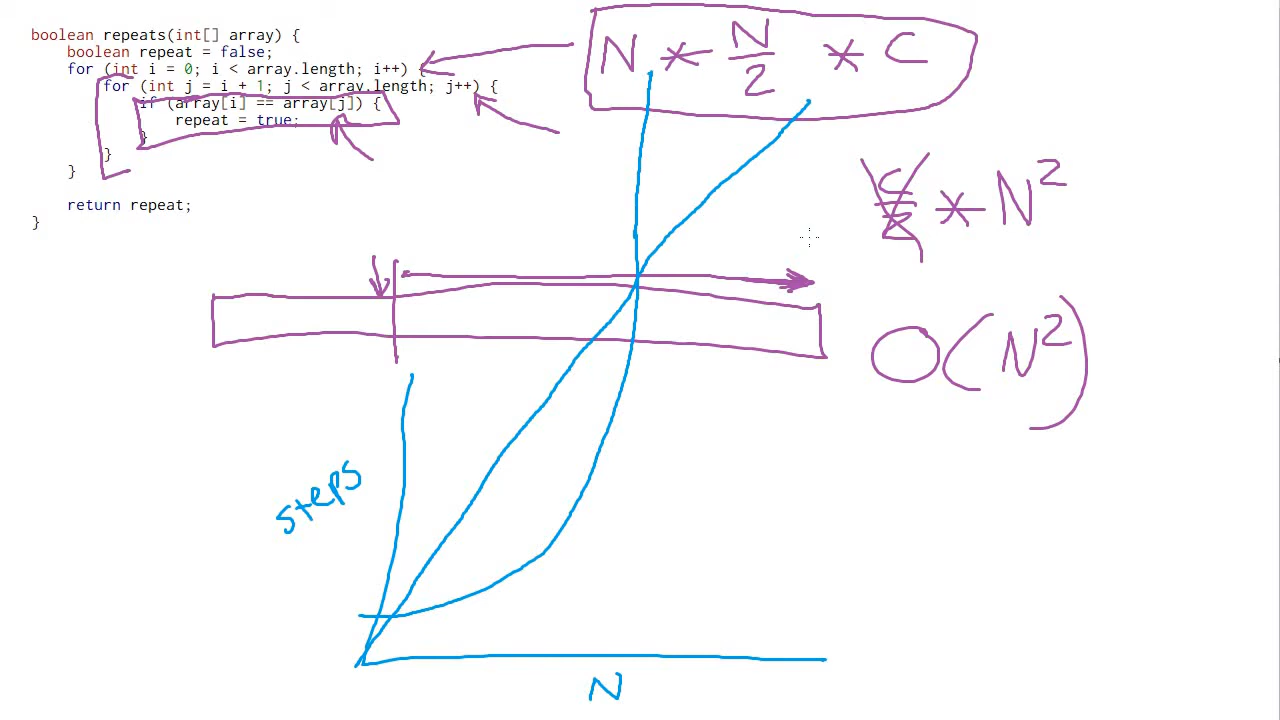 boolean repeats(int[] array) {
boolean repeat = false;
for (int i = 0; i < array.length; i++) {
for (int j = i + 1; j < array.length; j++) {
if (array[i] == array[j]) {
repeat = true;
}
}
}
return repeat;
}
N * N/2 * C
C/2 * N²
O(N²)
steps
N